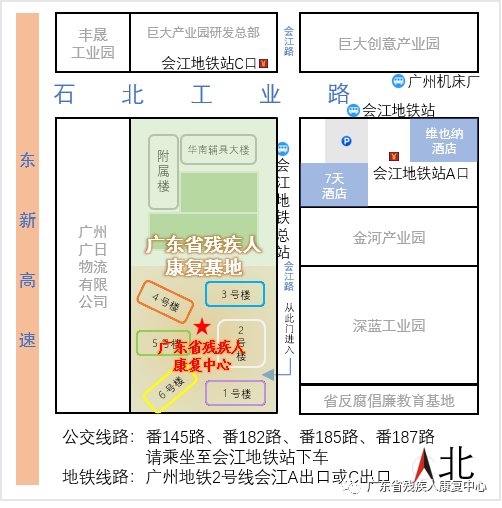 丰晟
工业园
巨大产业园研发总部
会江地铁站C口
会江路
巨大创意产业园
广州机床厂
石北工业路
会江地铁站
东新高速
广州
广日
物流
有限
公司
附属楼
华南辅具大楼
会江地铁总站
P
维也纳
酒店
会江地铁站A口
7天
酒店
广东省残疾人
康复基地
金河产业园
会江路
从此门进入
4号楼
3号楼
5号楼
2号楼
广东省残疾人
康复中心
6号楼
1号楼
深蓝工业园
省反腐倡廉教育基地
公交线路：番145路、番182路、番185路、番187路
请乘坐至会江地铁站下车
地铁线路：广州地铁2号线会江A出口或C出口
北
广东省残疾人康复中心